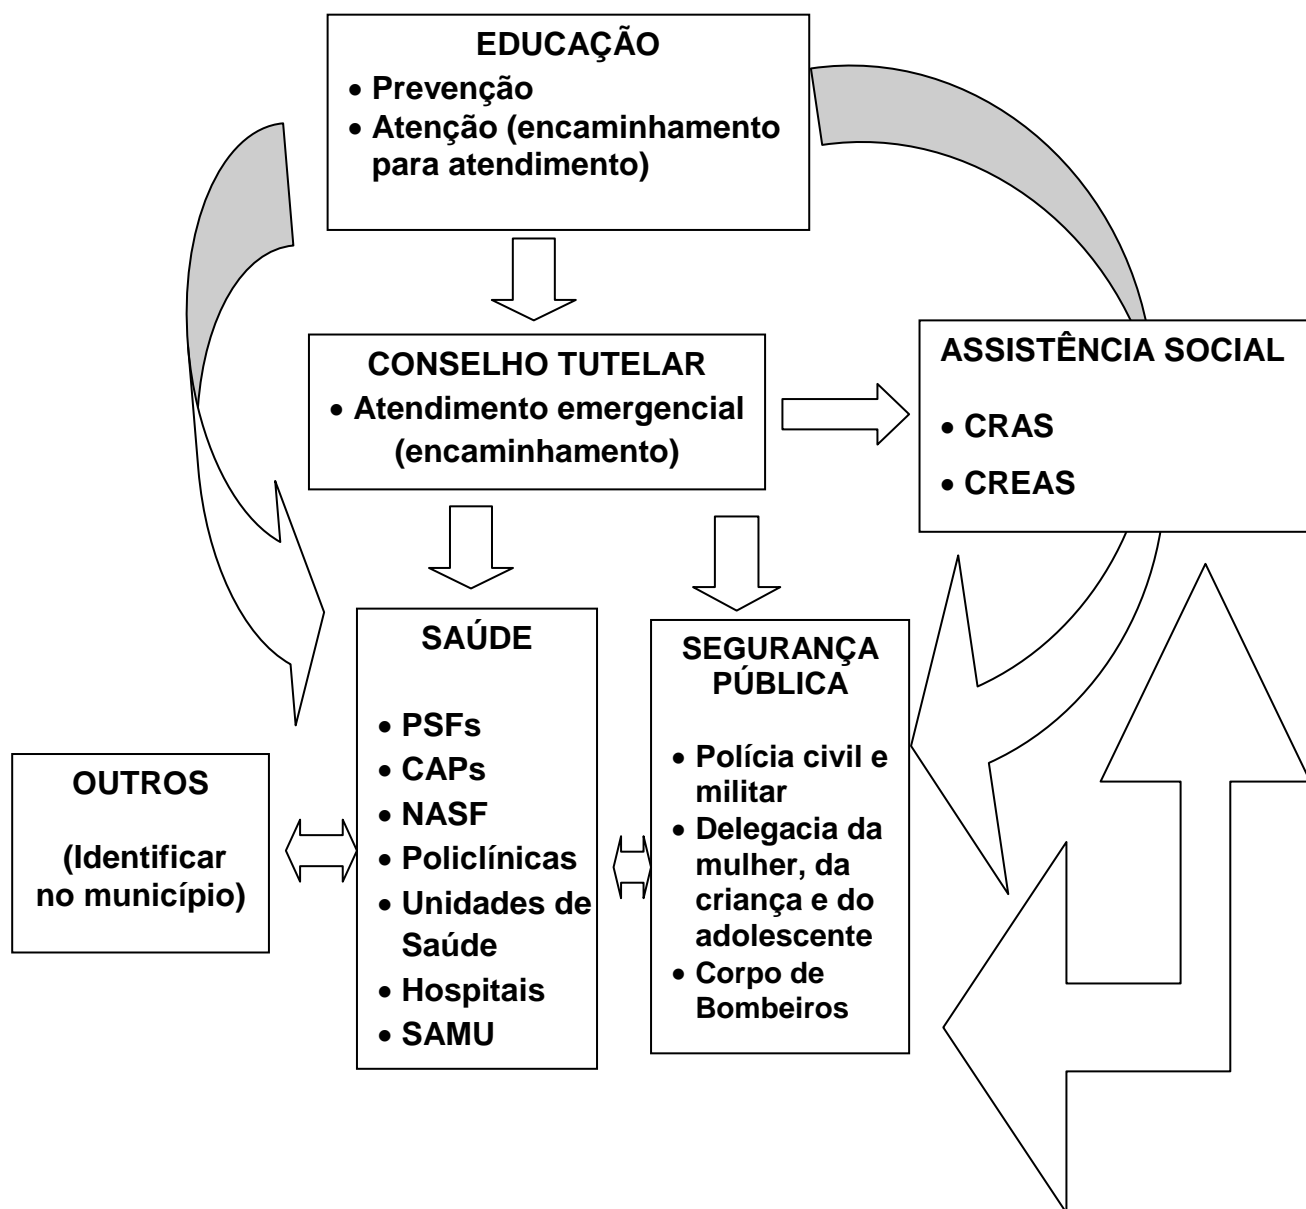 EDUCAÇÃO
• Prevenção
• Atenção (encaminhamento
para atendimento)
CONSELHO TUTELAR
• Atendimento emergencial
(encaminhamento)
ASSISTÊNCIA SOCIAL
• CRAS
• CREAS
SAÚDE
• PSFs
• CAPs
• NASF
• Policlínicas
• Unidades de
Saúde
• Hospitais
• SAMU
SEGURANÇA
PÚBLICA
• Polícia civil e
militar
• Delegacia da
mulher, da
criança e do
adolescente
• Corpo de
Bombeiros
OUTROS
(Identificar
no município)